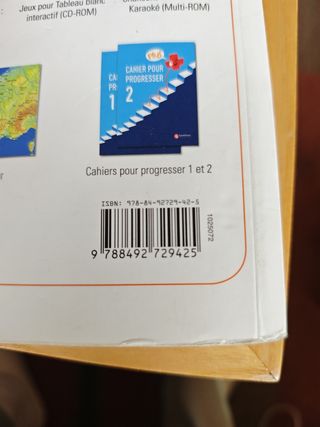 Jeux pour Tableau blanc
interactif (CD-ROM)
Karaoké (Multi-ROM)
CAHIER POUR
PROGRESSER
2
1
Cahiers pour progresser 1 et 2
ISBN: 978-84-92729-42-5
9 788492 729425
1025072